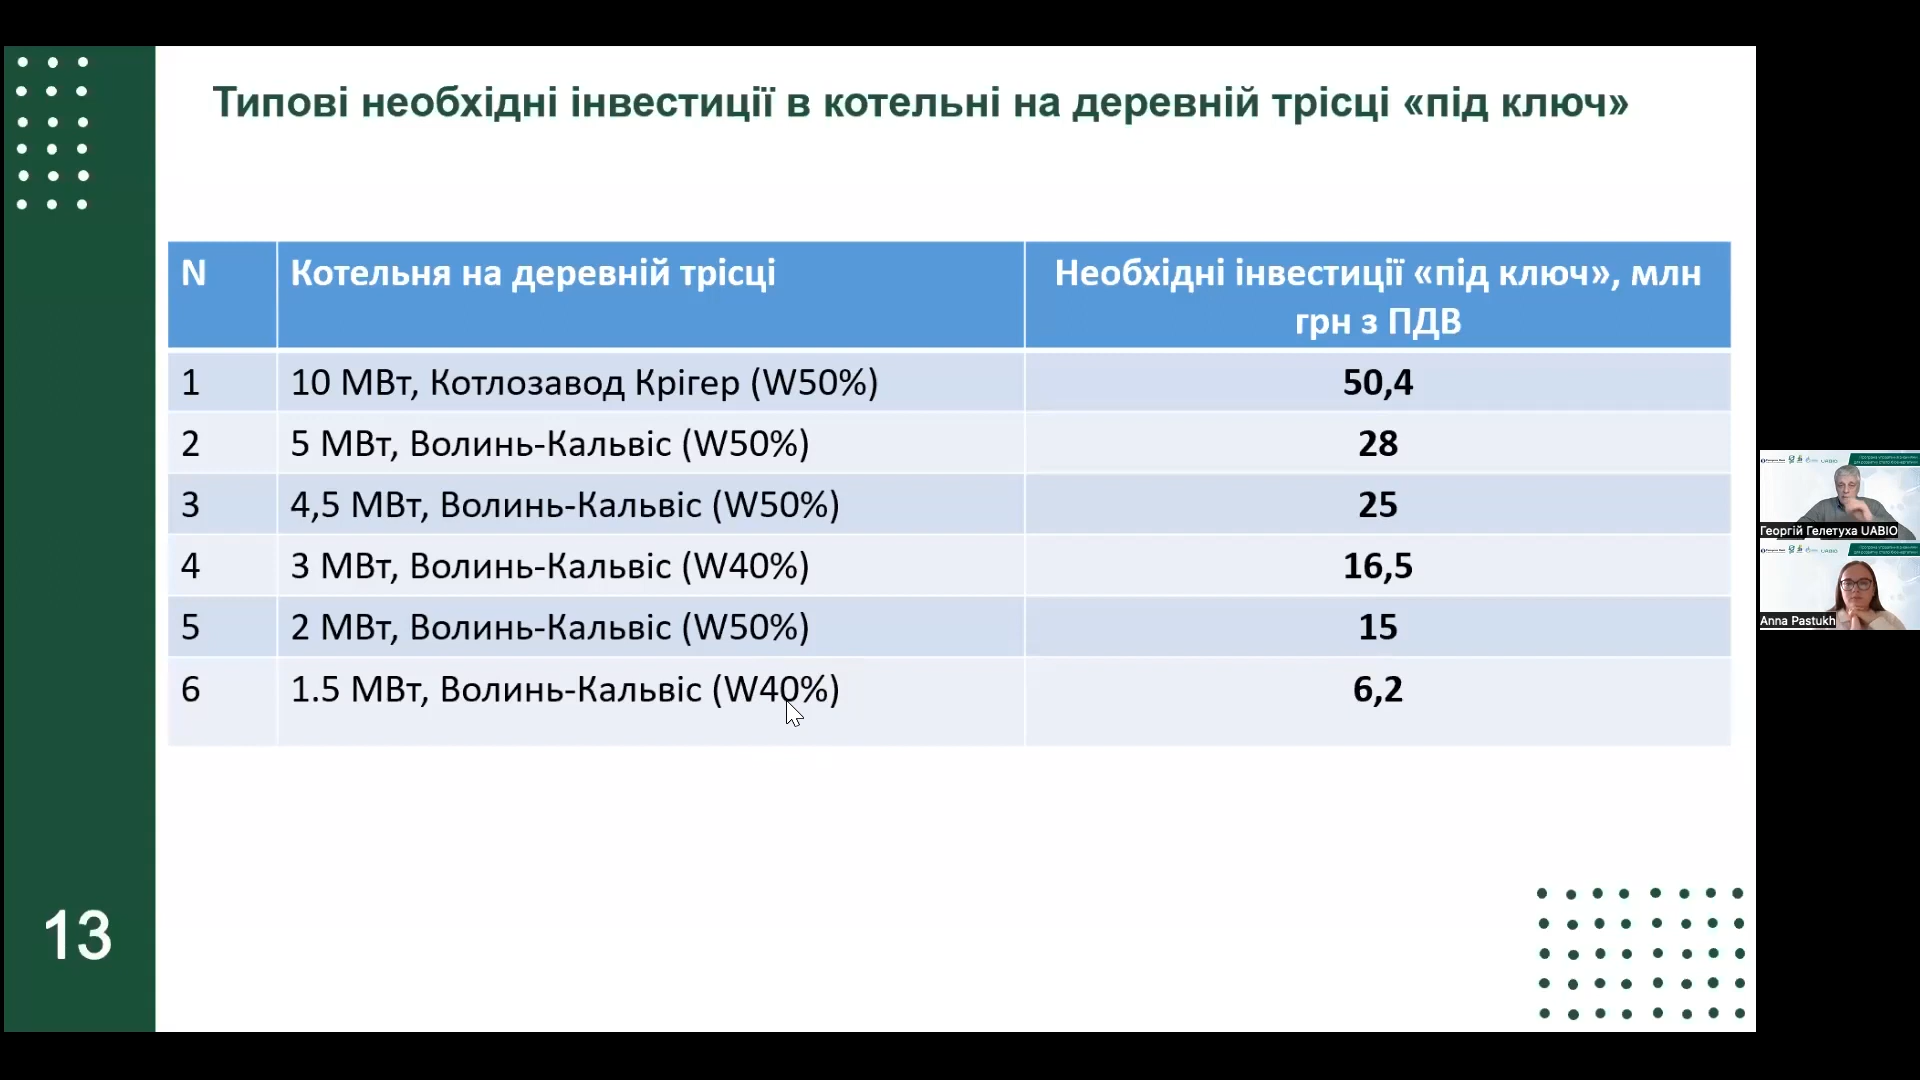 Типові необхідні інвестиції в котельні на деревній трісці «під ключ»
N
Котельня на деревній трісці
Необхідні інвестиції «під ключ», млн
грн з ПДВ
1
10 МВт, Котлозавод Крігер (W50%)
50,4
2
5 МВт, Волинь-Кальвіс (W50%)
28
3
4,5 МВт, Волинь-Кальвіс (W50%)
25
4
3 МВт, Волинь-Кальвіс (W40%)
16,5
5
2 МВт, Волинь-Кальвіс (W50%)
15
6
1.5 МВт, Волинь-Кальвіс (W40%)
6,2
13
Георгій Гелетуха UABIO
Anna Pastukh